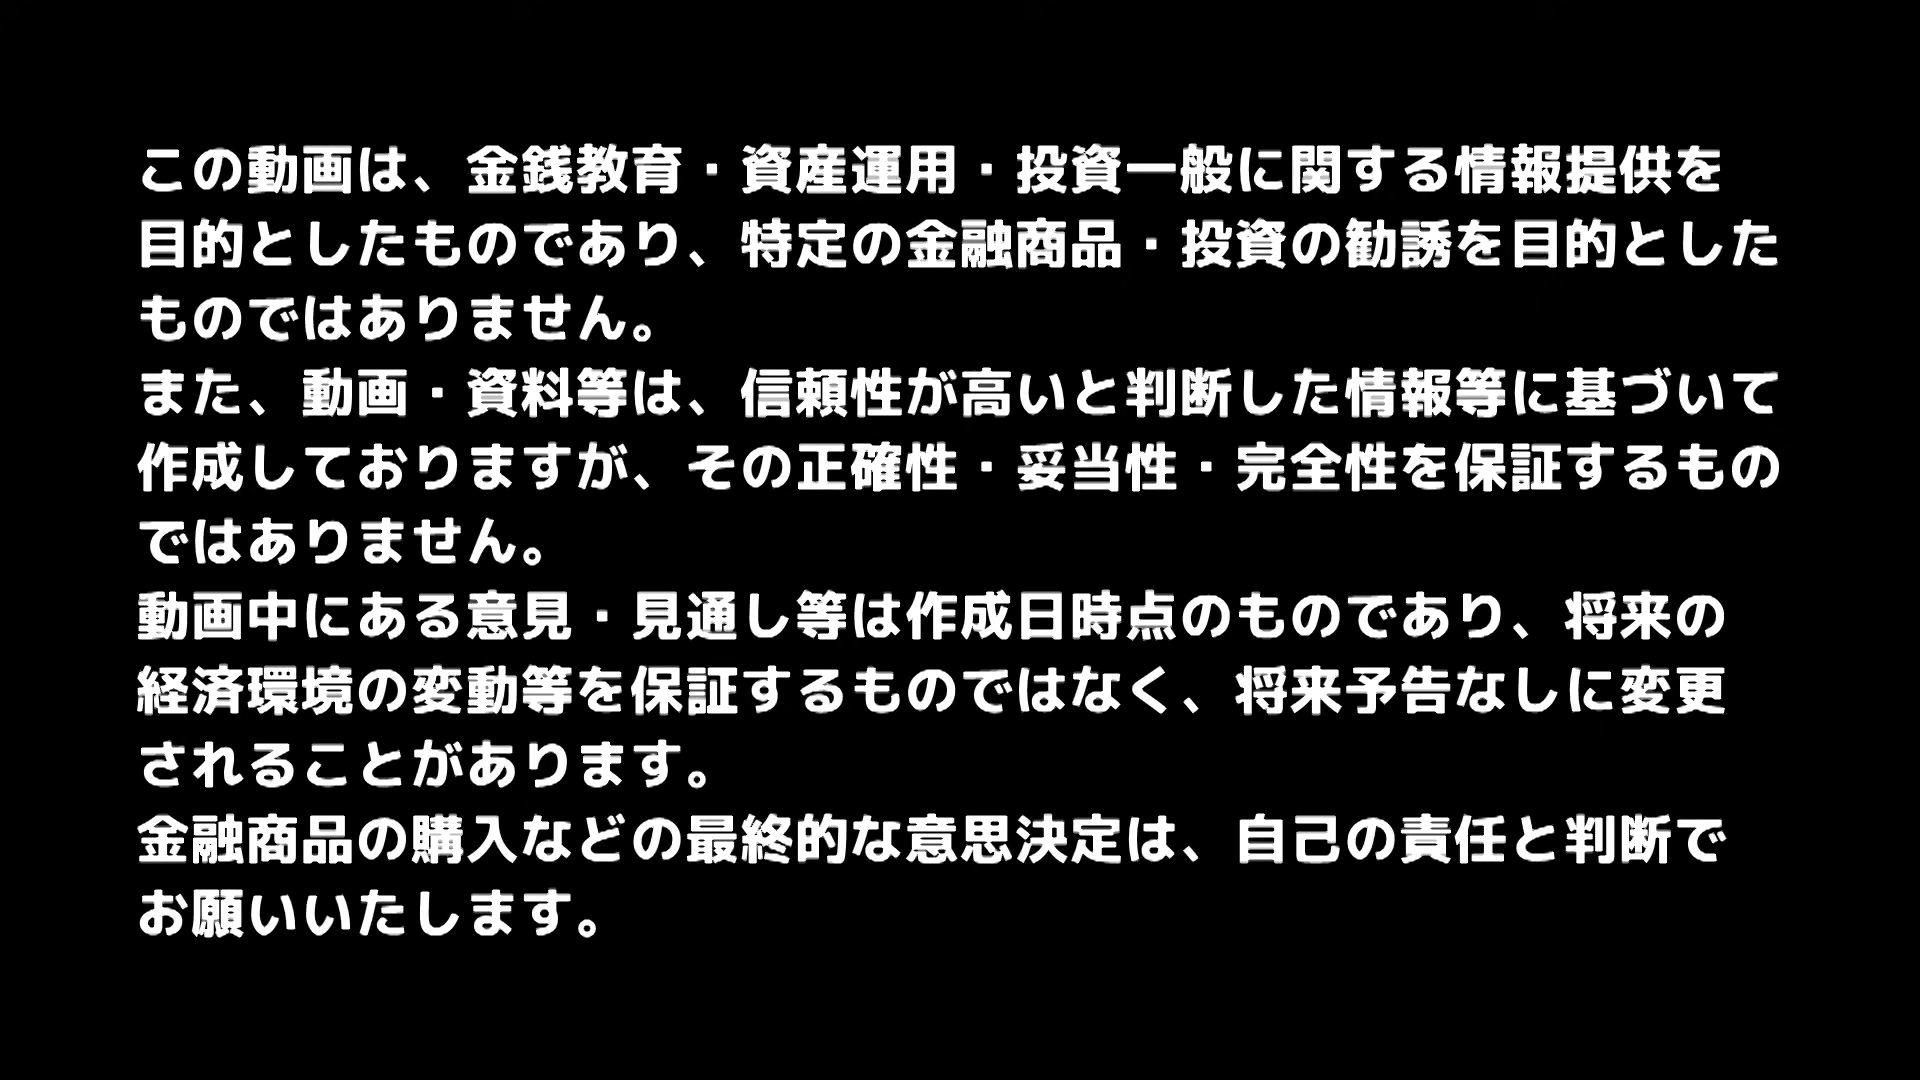 この動画は、金銭教育・資産運用・投資一般に関する情報提供を
目的としたものであり、特定の金融商品・投資の勧誘を目的とした
ものではありません。
また、動画・資料等は、信頼性が高いと判断した情報等に基づいて
作成しておりますが、その正確性・妥当性・完全性を保証するもの
ではありません。
動画中にある意見・見通し等は作成日時点のものであり、将来の
経済環境の変動等を保証するものではなく、将来予告なしに変更
されることがあります。
金融商品の購入などの最終的な意思決定は、自己の責任と判断で
お願いいたします。